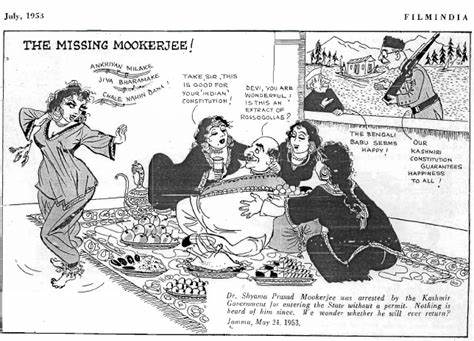 July, 1953
FILMINDIA
THE MISSING MOOKERJEE!
ANKHIYAN MILAKE
JIYA BHARAMAKE
CHALE NAHIN DANA!
TAKE, SIR, THIS
IS GOOD FOR
YOUR 'INDIAN'
CONSTITUTION!
DEVI, YOU ARE
WONDERFUL!
IS THIS AN
EXTRACT OF
ROSSOGOLLAS?
THE BENGALI
BABU SEEMS
HAPPY!
OUR
KASHMIRI
CONSTITUTION
GUARANTEES
HAPPINESS
TO ALL!
Dr. Shyama Prasad Mookerjee was arrested by the Kashmir
Government for entering the State without a permit. Nothing is
heard of him since. We wonder whether he will ever return?
Jammu, May 24, 1953.